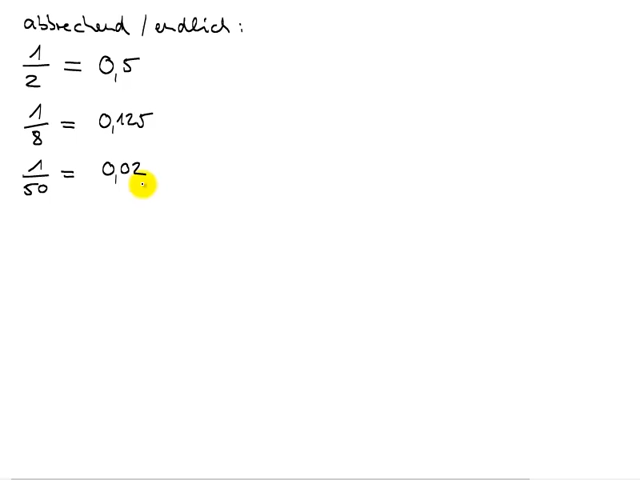 abbrechend / endlich:
1/2 = 0,5
1/8 = 0,125
1/50 = 0,02